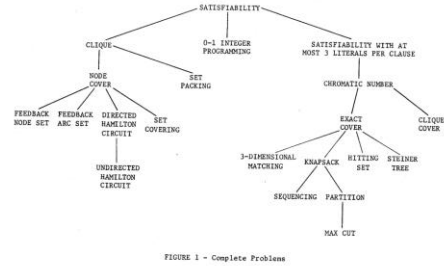 SATISFIABILITY
CLIQUE
0-1 INTEGER
PROGRAMMING
SATISFIABILITY WITH AT
MOST 3 LITERALS PER CLAUSE
NODE
COVER
SET
PACKING
CHROMATIC NUMBER
FEEDBACK
NODE SET
FEEDBACK
ARC SET
DIRECTED
HAMILTON
CIRCUIT
SET
COVERING
EXACT
COVER
CLIQUE
COVER
3-DIMENSIONAL
MATCHING
KNAPSACK
HITTING
SET
STEINER
TREE
UNDIRECTED
HAMILTON
CIRCUIT
SEQUENCING
PARTITION
MAX CUT
FIGURE 1 - Complete Problems